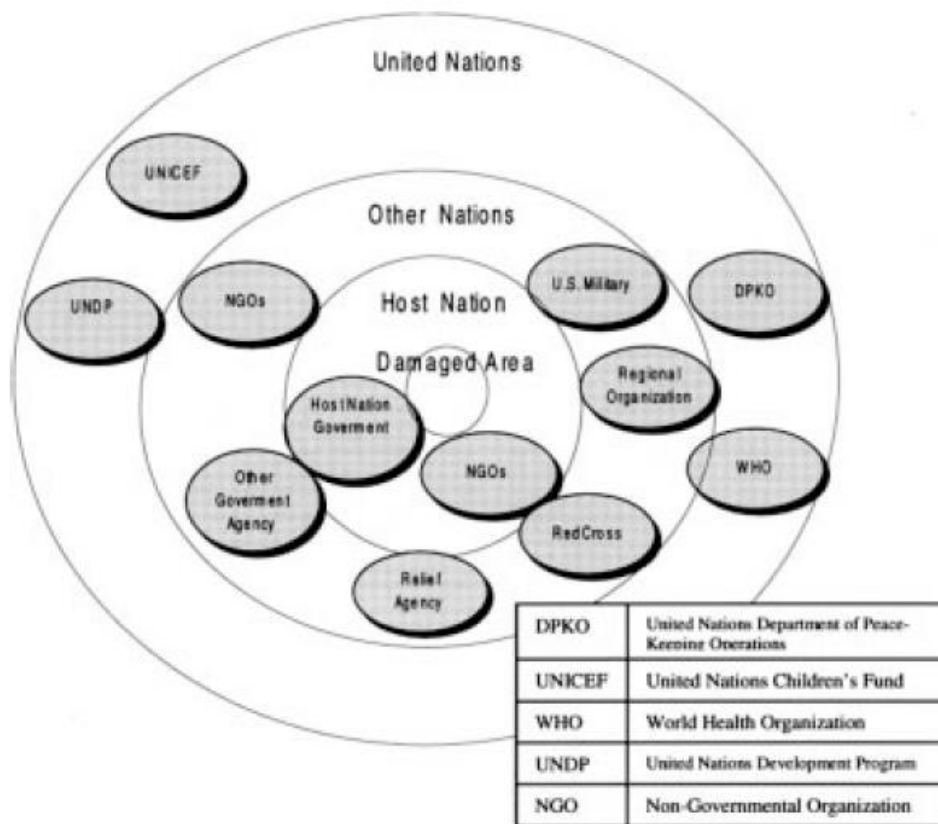 United Nations
UNICEF
Other Nations
U.S. Military
DPKO
NGOs
UNDP
Host Nation
Damaged Area
Regional
Organization
Host Nation
Goverment
NGOs
WHO
Other
Goverment
Agency
RedCross
Relief
Agency
DPKO
United Nations Department of Peace-
Keeping Operations
UNICEF
United Nations Children's Fund
WHO
World Health Organization
UNDP
United Nations Development Program
NGO
Non-Governmental Organization